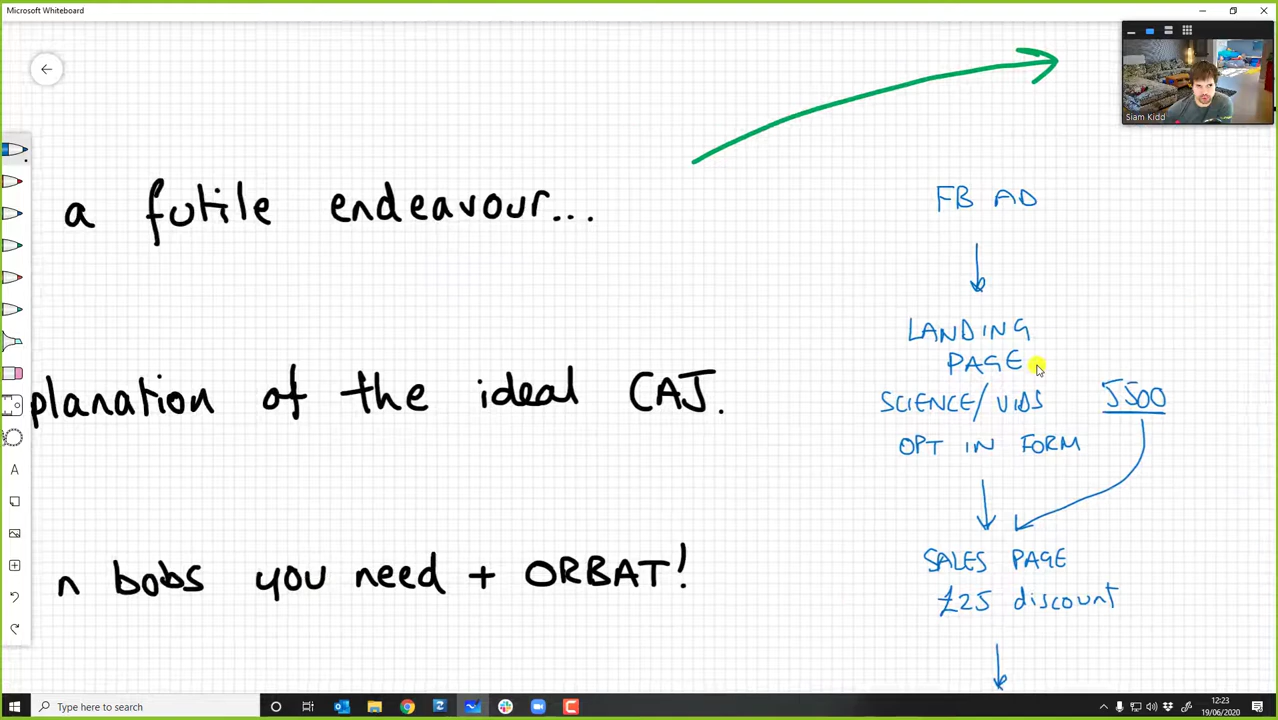 Microsoft Whiteboard
Siam Kidd
a futile endeavour...
planation of the ideal CAJ.
n bobs you need + ORBAT!
FB AD
LANDING
PAGE
SCIENCE/VIDS
OPT IN FORM
5500
SALES PAGE
£25 discount
A
Type here to search
12:23
19/06/2020